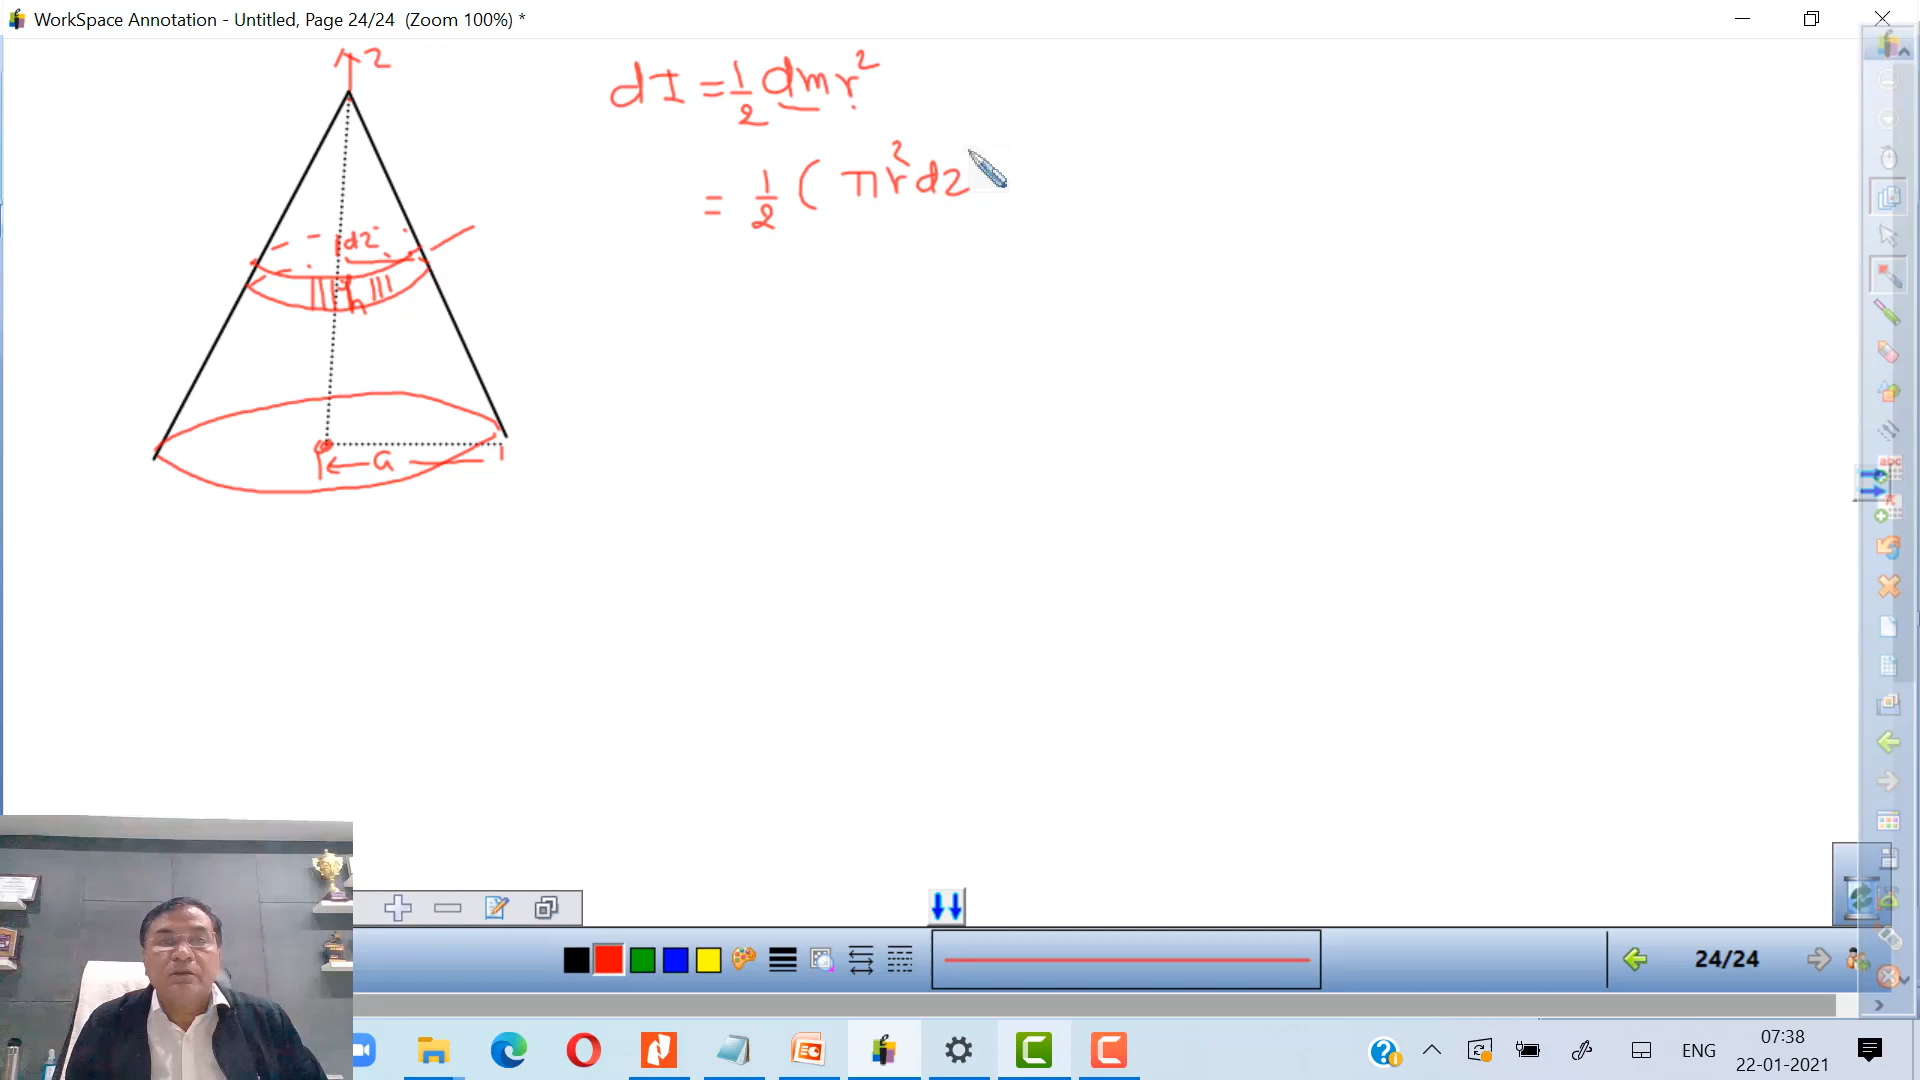 WorkSpace Annotation - Untitled, Page 24/24 (Zoom 100%) *
z
dI = 1/2 dm r²
= 1/2 ( π r² dz
dz
h
a
abc
24/24
ENG
07:38
22-01-2021